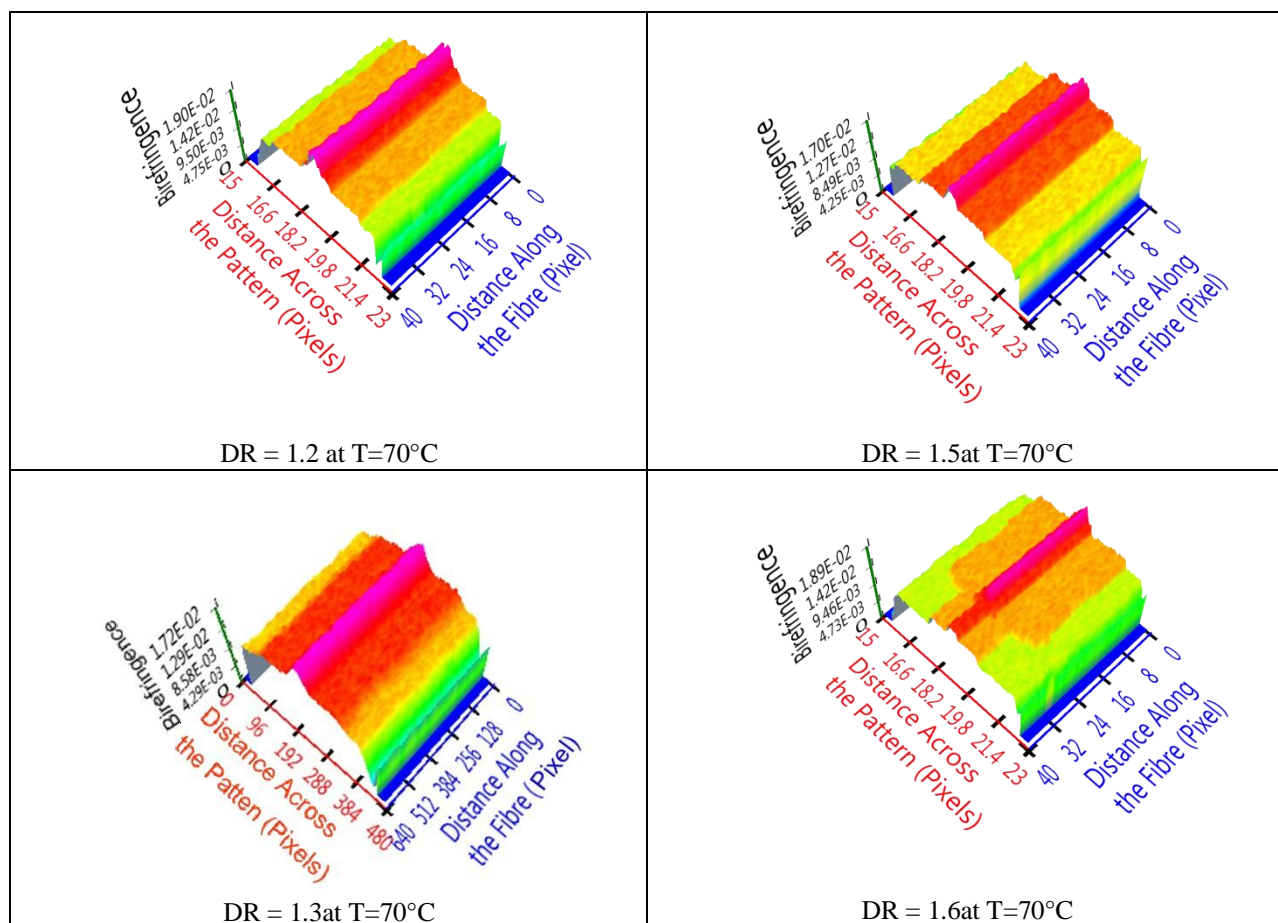 Birefringence
1.90E-02
1.42E-02
9.50E-03
4.75E-03
0
15
16.6
18.2
19.8
21.4
23
Distance Across
the Pattern (Pixels)
40
32
24
16
8
0
Distance Along
the Fibre (Pixel)
DR = 1.2 at T=70°C
Birefringence
1.70E-02
1.27E-02
8.49E-03
4.25E-03
0
15
16.6
18.2
19.8
21.4
23
Distance Across
the Pattern (Pixels)
40
32
24
16
8
0
Distance Along
the Fibre (Pixel)
DR = 1.5at T=70°C
Birefringence
1.72E-02
1.29E-02
8.58E-03
4.29E-03
0
0
96
192
288
384
480
Distance Across
the Patten (Pixels)
640
512
384
256
128
0
Distance Along
the Fibre (Pixel)
DR = 1.3at T=70°C
Birefringence
1.89E-02
1.42E-02
9.46E-03
4.73E-03
0
15
16.6
18.2
19.8
21.4
23
Distance Across
the Pattern (Pixels)
40
32
24
16
8
0
Distance Along
the Fibre (Pixel)
DR = 1.6at T=70°C